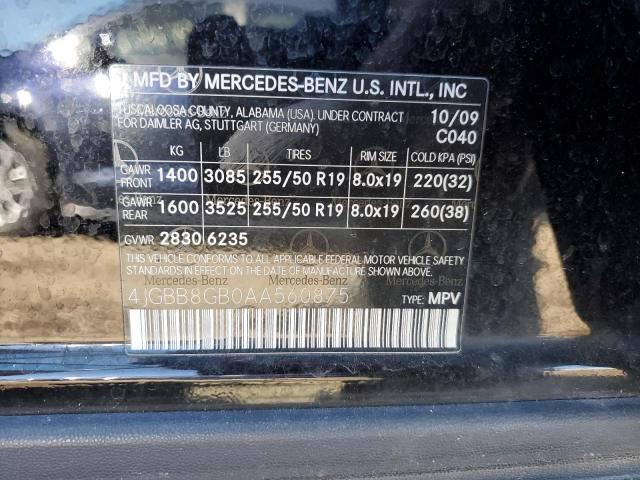 MFD BY MERCEDES-BENZ U.S. INTL., INC
TUSCALOOSA COUNTY, ALABAMA (USA). UNDER CONTRACT 10/09
FOR DAIMLER AG, STUTTGART (GERMANY) C040
KG LB TIRES RIM SIZE COLD KPA (PSI)
GAWR FRONT 1400 3085 255/50 R19 8.0x19 220(32)
GAWR REAR 1600 3525 255/50 R19 8.0x19 260(38)
GVWR 2830 6235
THIS VEHICLE CONFORMS TO ALL APPLICABLE FEDERAL MOTOR VEHICLE SAFETY
STANDARDS IN EFFECT ON THE DATE OF MANUFACTURE SHOWN ABOVE.
4JGBB8GB0AA560875 TYPE: MPV